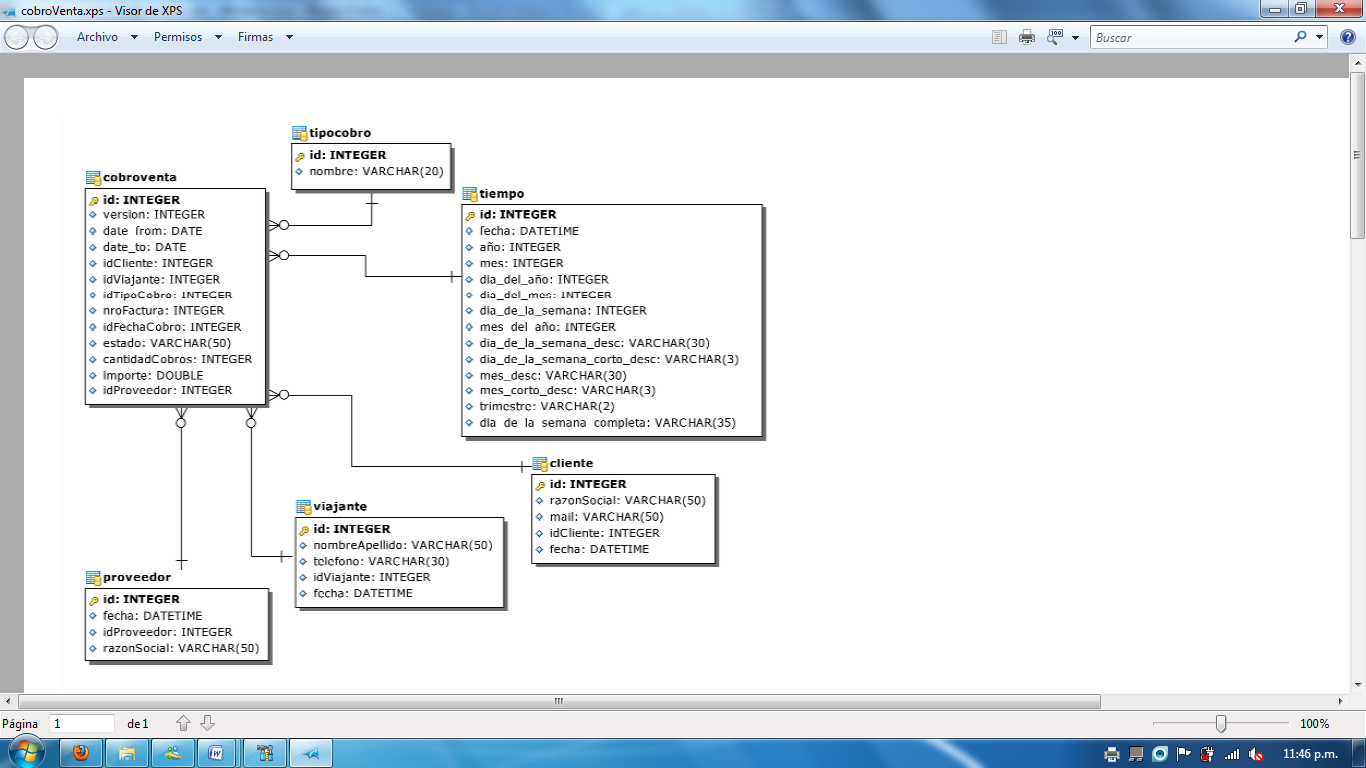 cobroVenta.xps - Visor de XPS
Archivo Permisos Firmas
100
Buscar
tipocobro
id: INTEGER
nombre: VARCHAR(20)
cobroventa
id: INTEGER
version: INTEGER
date_from: DATE
date_to: DATE
idCliente: INTEGER
idViajante: INTEGER
idTipoCobro: INTEGER
nroFactura: INTEGER
idFechaCobro: INTEGER
estado: VARCHAR(50)
cantidadCobros: INTEGER
importe: DOUBLE
idProveedor: INTEGER
tiempo
id: INTEGER
fecha: DATETIME
año: INTEGER
mes: INTEGER
dia_del_año: INTEGER
dia_del_mes: INTEGER
dia_de_la_semana: INTEGER
mes_del_año: INTEGER
dia_de_la_semana_desc: VARCHAR(30)
dia_de_la_semana_corto_desc: VARCHAR(3)
mes_desc: VARCHAR(30)
mes_corto_desc: VARCHAR(3)
trimestre: VARCHAR(2)
dia_de_la_semana_completa: VARCHAR(35)
cliente
id: INTEGER
razonSocial: VARCHAR(50)
mail: VARCHAR(50)
idCliente: INTEGER
fecha: DATETIME
viajante
id: INTEGER
nombreApellido: VARCHAR(50)
telefono: VARCHAR(30)
idViajante: INTEGER
fecha: DATETIME
proveedor
id: INTEGER
fecha: DATETIME
idProveedor: INTEGER
razonSocial: VARCHAR(50)
Página 1 de 1
100%
11:46 p.m.